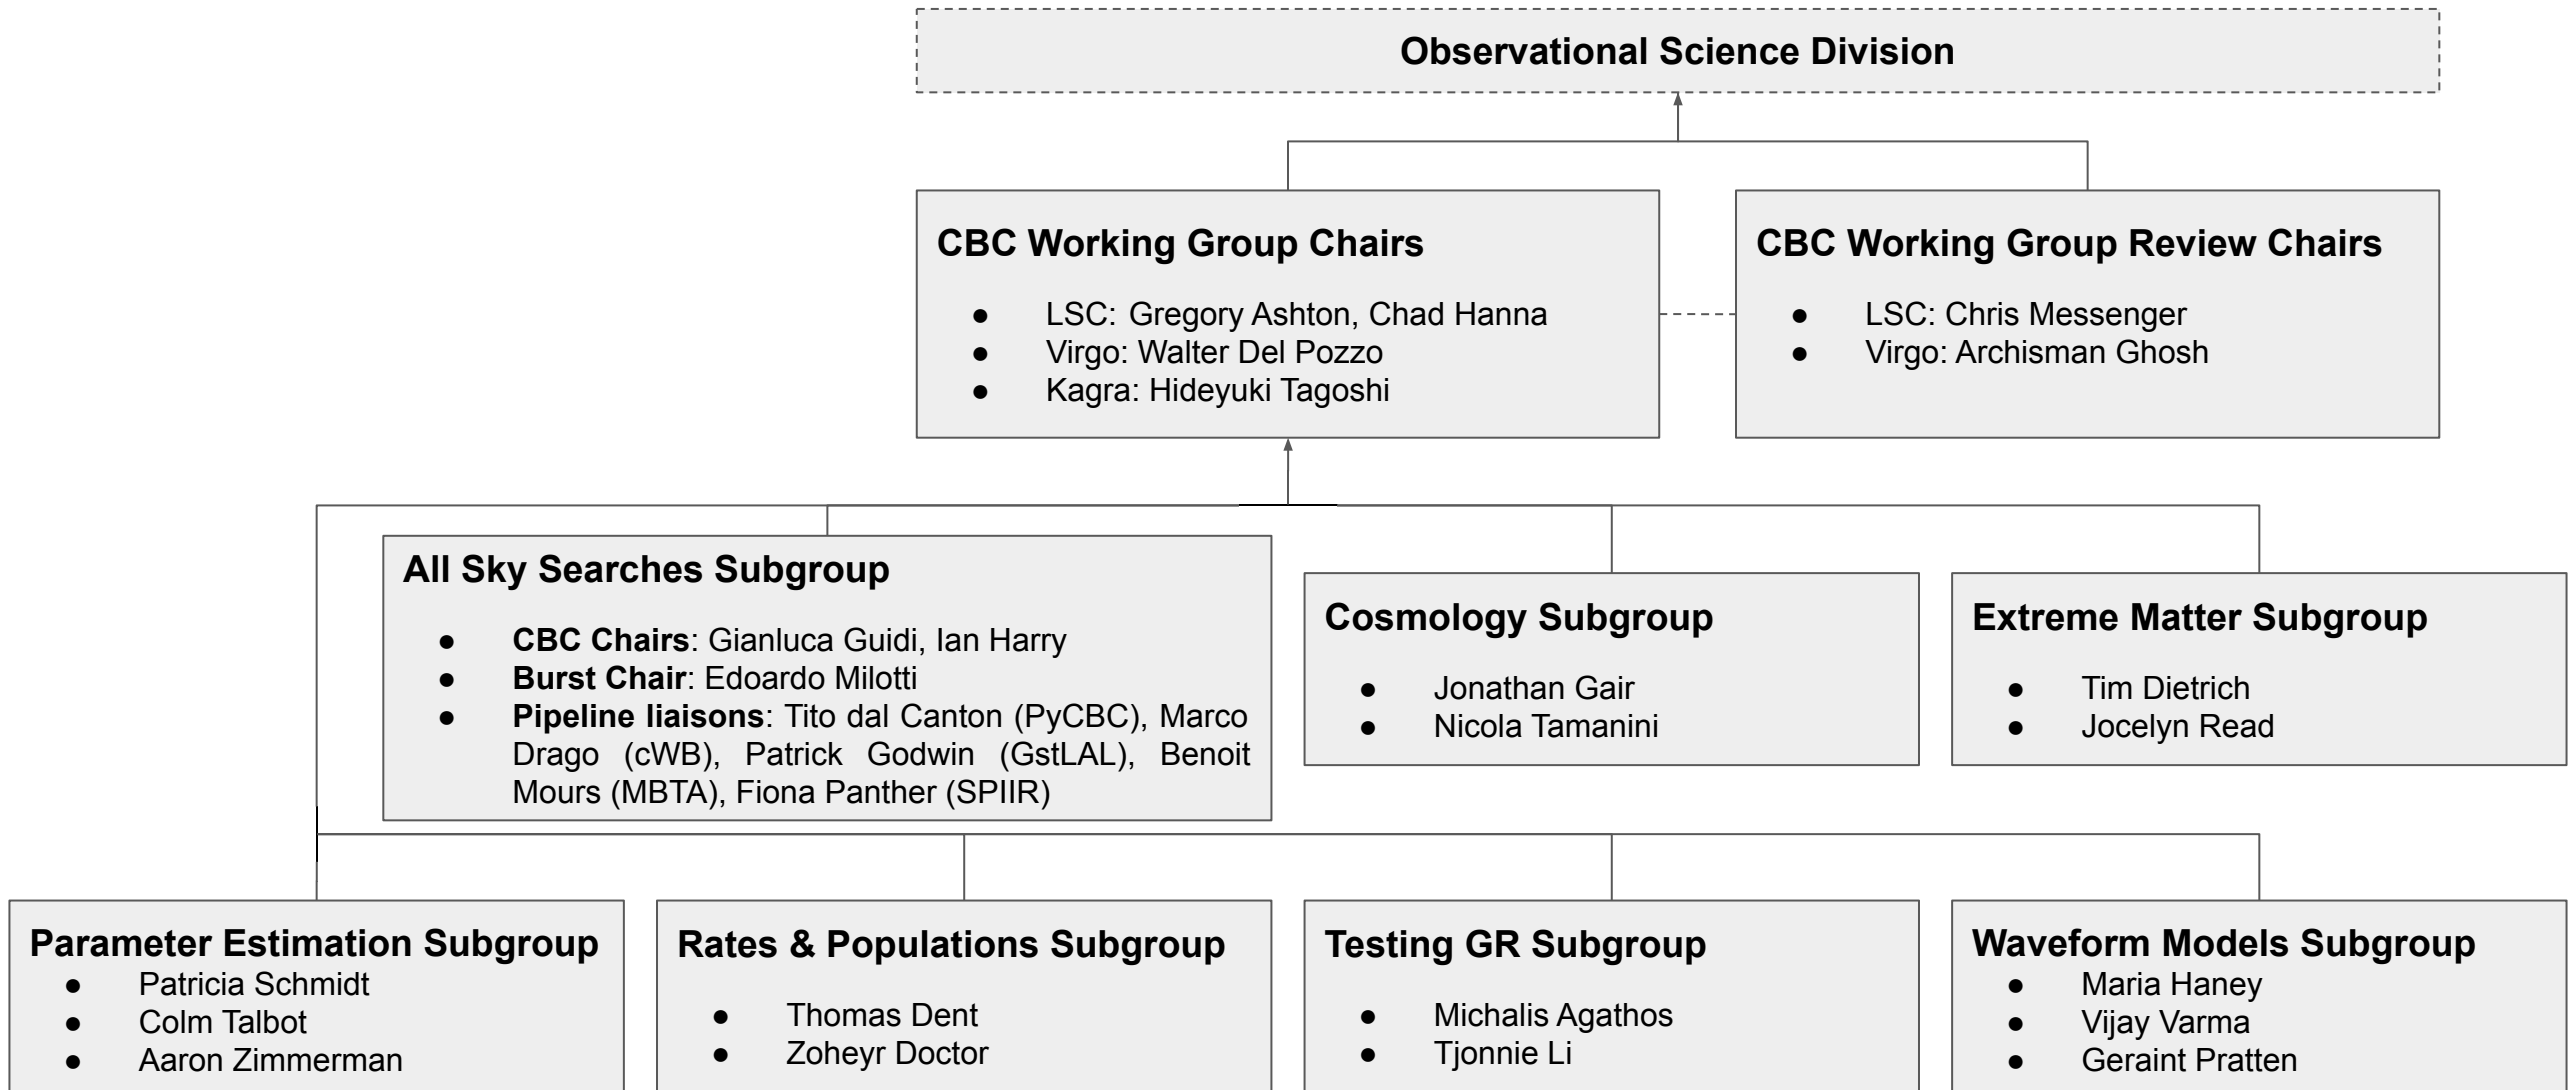 Observational Science Division
CBC Working Group Chairs
● LSC: Gregory Ashton, Chad Hanna
● Virgo: Walter Del Pozzo
● Kagra: Hideyuki Tagoshi
CBC Working Group Review Chairs
● LSC: Chris Messenger
● Virgo: Archisman Ghosh
All Sky Searches Subgroup
● CBC Chairs: Gianluca Guidi, Ian Harry
● Burst Chair: Edoardo Milotti
● Pipeline liaisons: Tito dal Canton (PyCBC), Marco
Drago (cWB), Patrick Godwin (GstLAL), Benoit
Mours (MBTA), Fiona Panther (SPIIR)
Cosmology Subgroup
● Jonathan Gair
● Nicola Tamanini
Extreme Matter Subgroup
● Tim Dietrich
● Jocelyn Read
Parameter Estimation Subgroup
● Patricia Schmidt
● Colm Talbot
● Aaron Zimmerman
Rates & Populations Subgroup
● Thomas Dent
● Zoheyr Doctor
Testing GR Subgroup
● Michalis Agathos
● Tjonnie Li
Waveform Models Subgroup
● Maria Haney
● Vijay Varma
● Geraint Pratten